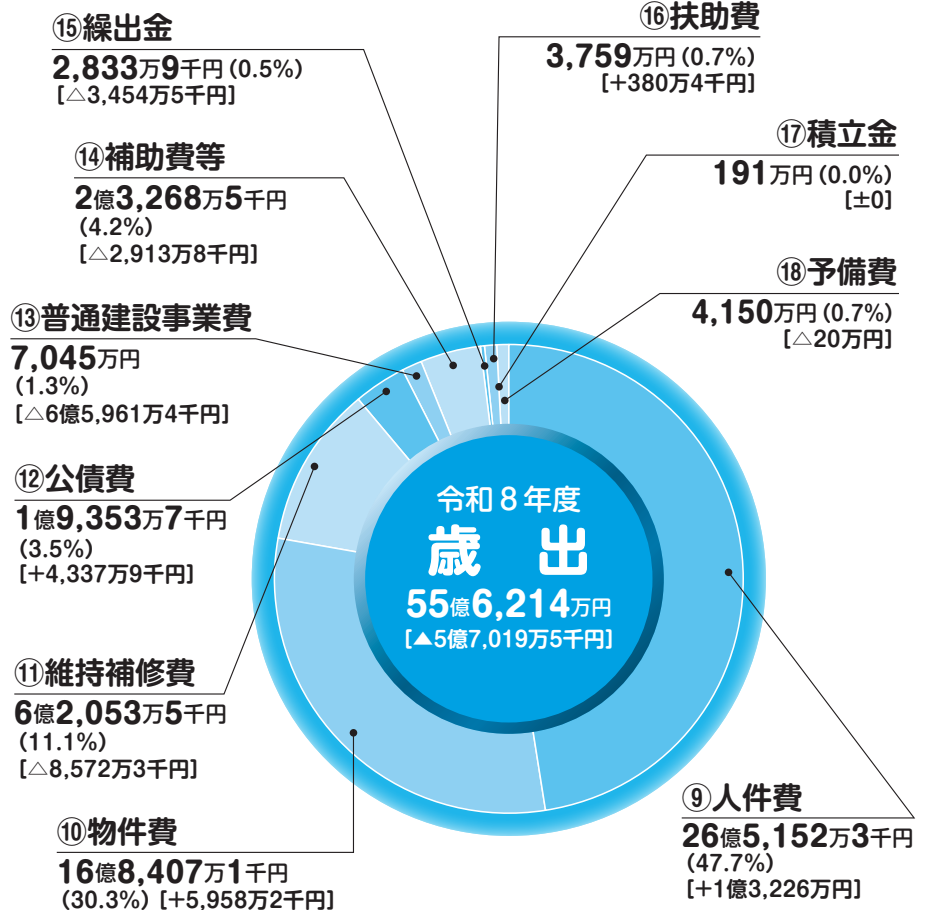 ⑮繰出金
2,833万9千円(0.5%)
[△3,454万5千円]
⑯扶助費
3,759万円(0.7%)
[+380万4千円]
⑭補助費等
2億3,268万5千円
(4.2%)
[△2,913万8千円]
⑰積立金
191万円(0.0%)
[±0]
⑱予備費
4,150万円(0.7%)
[△20万円]
⑬普通建設事業費
7,045万円
(1.3%)
[△6億5,961万4千円]
⑫公債費
1億9,353万7千円
(3.5%)
[+4,337万9千円]
令和8年度
歳 出
55億6,214万円
[▲5億7,019万5千円]
⑪維持補修費
6億2,053万5千円
(11.1%)
[△8,572万3千円]
⑩物件費
16億8,407万1千円
(30.3%) [+5,958万2千円]
⑨人件費
26億5,152万3千円
(47.7%)
[+1億3,226万円]